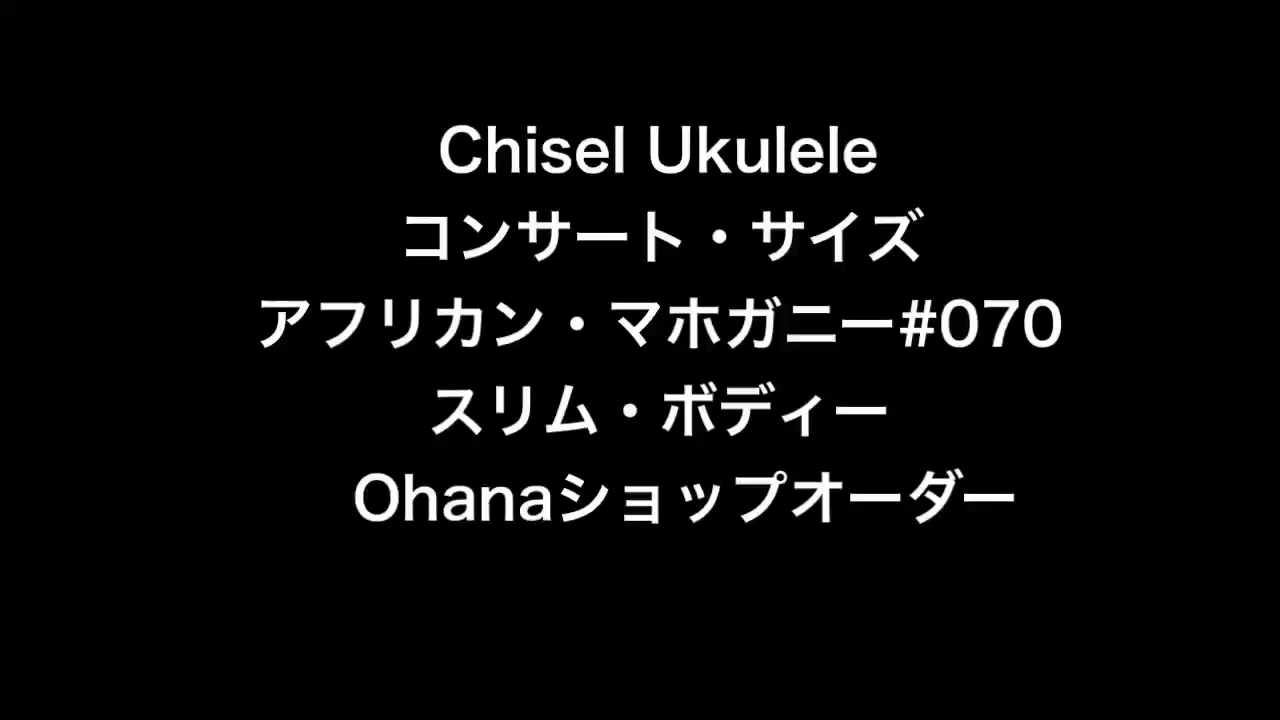 Chisel Ukulele
コンサート・サイズ
アフリカン・マホガニー#070
スリム・ボディー
Ohanaショップオーダー